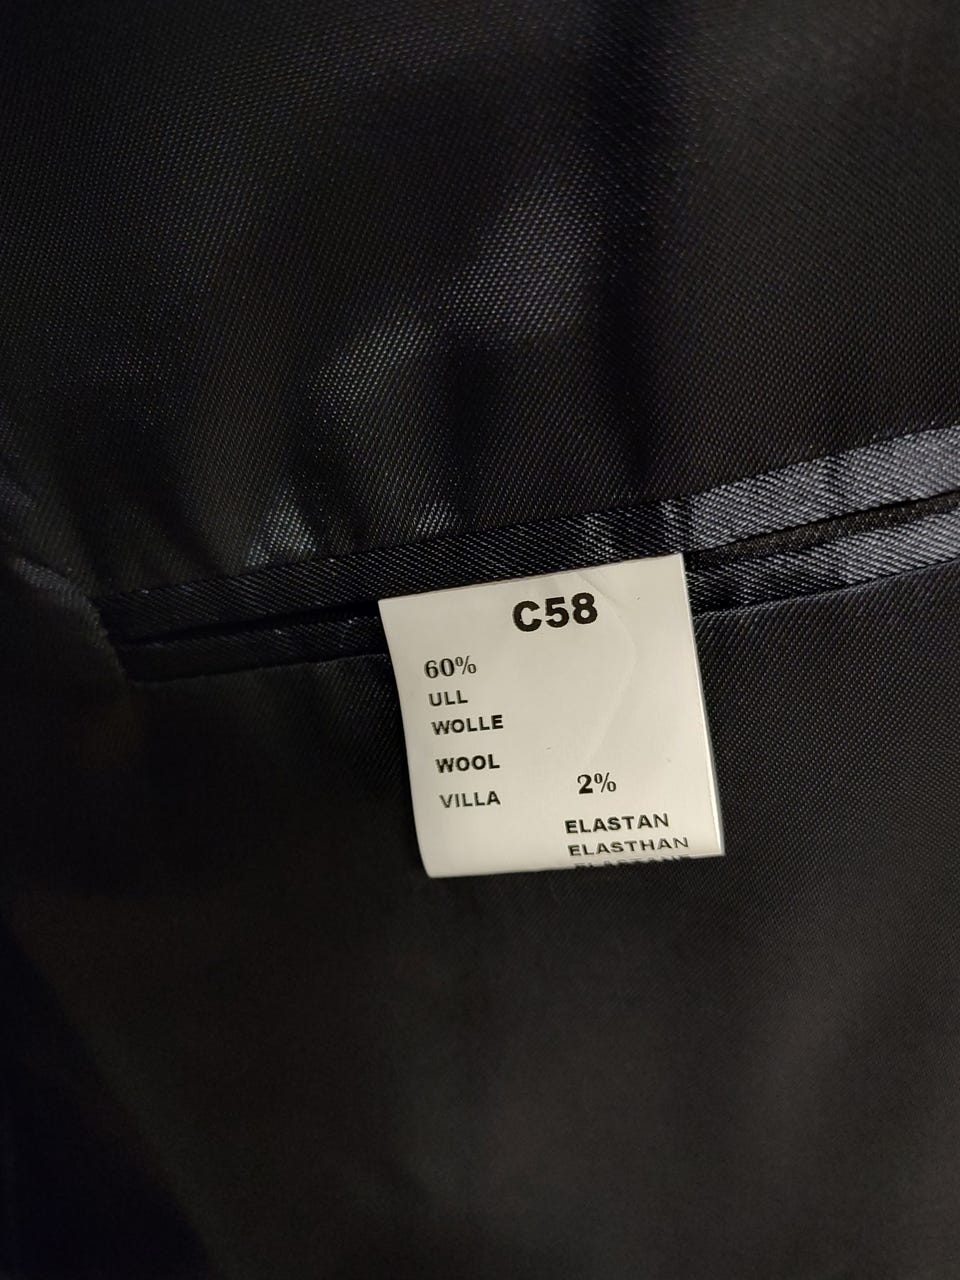 C58
60%
ULL
WOLLE
WOOL
VILLA
2%
ELASTAN
ELASTHAN